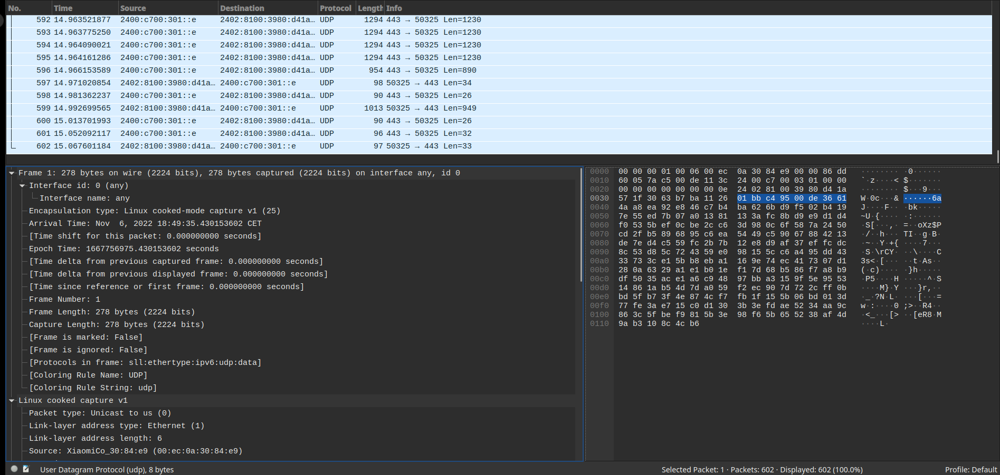 No. Time Source Destination Protocol Length Info
592 14.963521877 2400:c700:301::e 2402:8100:3980:d41a… UDP 1294 443 → 50325 Len=1230
593 14.963775250 2400:c700:301::e 2402:8100:3980:d41a… UDP 1294 443 → 50325 Len=1230
594 14.964090021 2400:c700:301::e 2402:8100:3980:d41a… UDP 1294 443 → 50325 Len=1230
595 14.964161286 2400:c700:301::e 2402:8100:3980:d41a… UDP 1294 443 → 50325 Len=1230
596 14.966153589 2400:c700:301::e 2402:8100:3980:d41a… UDP 954 443 → 50325 Len=890
597 14.971020854 2402:8100:3980:d41a… 2400:c700:301::e UDP 98 50325 → 443 Len=34
598 14.981362237 2400:c700:301::e 2402:8100:3980:d41a… UDP 90 443 → 50325 Len=26
599 14.992699565 2402:8100:3980:d41a… 2400:c700:301::e UDP 1013 50325 → 443 Len=949
600 15.013701993 2400:c700:301::e 2402:8100:3980:d41a… UDP 90 443 → 50325 Len=26
601 15.052092117 2400:c700:301::e 2402:8100:3980:d41a… UDP 96 443 → 50325 Len=32
602 15.067601184 2402:8100:3980:d41a… 2400:c700:301::e UDP 97 50325 → 443 Len=33
Frame 1: 278 bytes on wire (2224 bits), 278 bytes captured (2224 bits) on interface any, id 0
Interface id: 0 (any)
Interface name: any
Encapsulation type: Linux cooked-mode capture v1 (25)
Arrival Time: Nov  6, 2022 18:49:35.430153602 CET
[Time shift for this packet: 0.000000000 seconds]
Epoch Time: 1667756975.430153602 seconds
[Time delta from previous captured frame: 0.000000000 seconds]
[Time delta from previous displayed frame: 0.000000000 seconds]
[Time since reference or first frame: 0.000000000 seconds]
Frame Number: 1
Frame Length: 278 bytes (2224 bits)
Capture Length: 278 bytes (2224 bits)
[Frame is marked: False]
[Frame is ignored: False]
[Protocols in frame: sll:ethertype:ipv6:udp:data]
[Coloring Rule Name: UDP]
[Coloring Rule String: udp]
Linux cooked capture v1
Packet type: Unicast to us (0)
Link-layer address type: Ethernet (1)
Link-layer address length: 6
Source: XiaomiCo_30:84:e9 (00:ec:0a:30:84:e9)
0000 00 00 00 01 00 06 00 ec 0a 30 84 e9 00 00 86 dd ········ ·0······
0010 60 05 7a c5 00 de 11 3c 24 00 c7 00 03 01 00 00 `·z····< $·······
0020 00 00 00 00 00 00 00 0e 24 02 81 00 39 80 d4 1a ········ $···9···
0030 57 1f 30 63 b7 ba 11 26 01 bb c4 95 00 de 36 61 W·0c···& ······6a
0040 4a a8 ea 92 e8 46 c7 b4 ba 62 6b d9 f5 02 b4 19 J····F·· ·bk·····
0050 7e 55 ed 7b 07 a0 13 81 13 3a fc 8b d9 e9 d1 d4 ~U·{···· ·:······
0060 f0 53 5b ef 0c be 2c c6 3d 98 0c 6f 58 7a 24 50 ·S[···,· =··oXz$P
0070 cd 2f b5 89 68 95 c6 ea 54 49 c5 90 67 88 42 13 ·/··h··· TI··g·B·
0080 de 7e d4 c5 59 fc 2b 7b 12 e8 d9 af 37 ef fc dc ·~··Y·+{ ····7···
0090 8c 53 d8 5c 72 43 59 e0 98 15 5c c6 a4 95 dd 43 ·S·\rCY· ··\····C
00a0 33 73 3c e1 5b b8 eb a1 16 9e 74 ec 41 73 07 d1 3s<·[··· ··t·As··
00b0 28 0a 63 29 a1 e1 b0 1e f1 7d 68 b5 86 f7 a8 b9 (·c)···· ·}h·····
00c0 df 50 35 ac e1 a6 c9 48 97 bb a3 15 9f 5e 95 53 ·P5····H ·····^·S
00d0 14 86 1a b5 4d 7d a0 59 f2 ec 90 7d 72 2c ff 0b ····M}·Y ···}r,··
00e0 bd 5f b7 3f 4e 87 4c f7 fb 1f 15 5b 06 bd 01 3d ·_·?N·L· ···[···=
00f0 77 fe 3a e7 15 c0 d1 30 3b 3e fd ae 52 34 aa 9c w·:····0 ;>··R4··
0100 86 3c 5f be f9 81 5b 3e 98 f6 5b 65 52 38 af 4d ·<_···[> ··[eR8·M
0110 9a b3 10 8c 4c b6 ····L·
User Datagram Protocol (udp), 8 bytes
Selected Packet: 1 · Packets: 602 · Displayed: 602 (100.0%)
Profile: Default